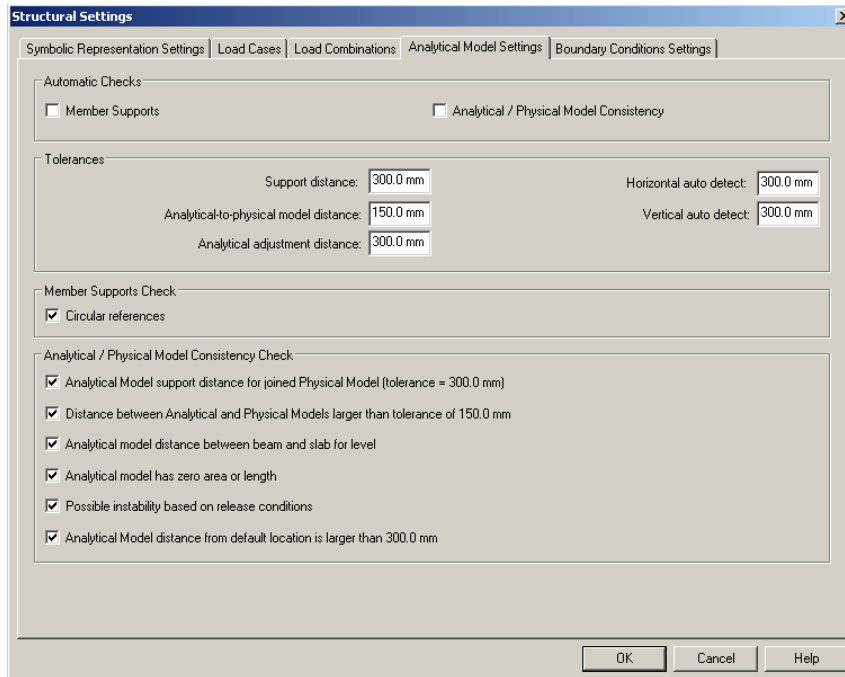 Structural Settings
Symbolic Representation Settings Load Cases Load Combinations Analytical Model Settings Boundary Conditions Settings
Automatic Checks
Member Supports Analytical / Physical Model Consistency
Tolerances
Support distance: 300.0 mm Horizontal auto detect: 300.0 mm
Analytical-to-physical model distance: 150.0 mm Vertical auto detect: 300.0 mm
Analytical adjustment distance: 300.0 mm
Member Supports Check
Circular references
Analytical / Physical Model Consistency Check
Analytical Model support distance for joined Physical Model (tolerance = 300.0 mm)
Distance between Analytical and Physical Models larger than tolerance of 150.0 mm
Analytical model distance between beam and slab for level
Analytical model has zero area or length
Possible instability based on release conditions
Analytical Model distance from default location is larger than 300.0 mm
OK Cancel Help